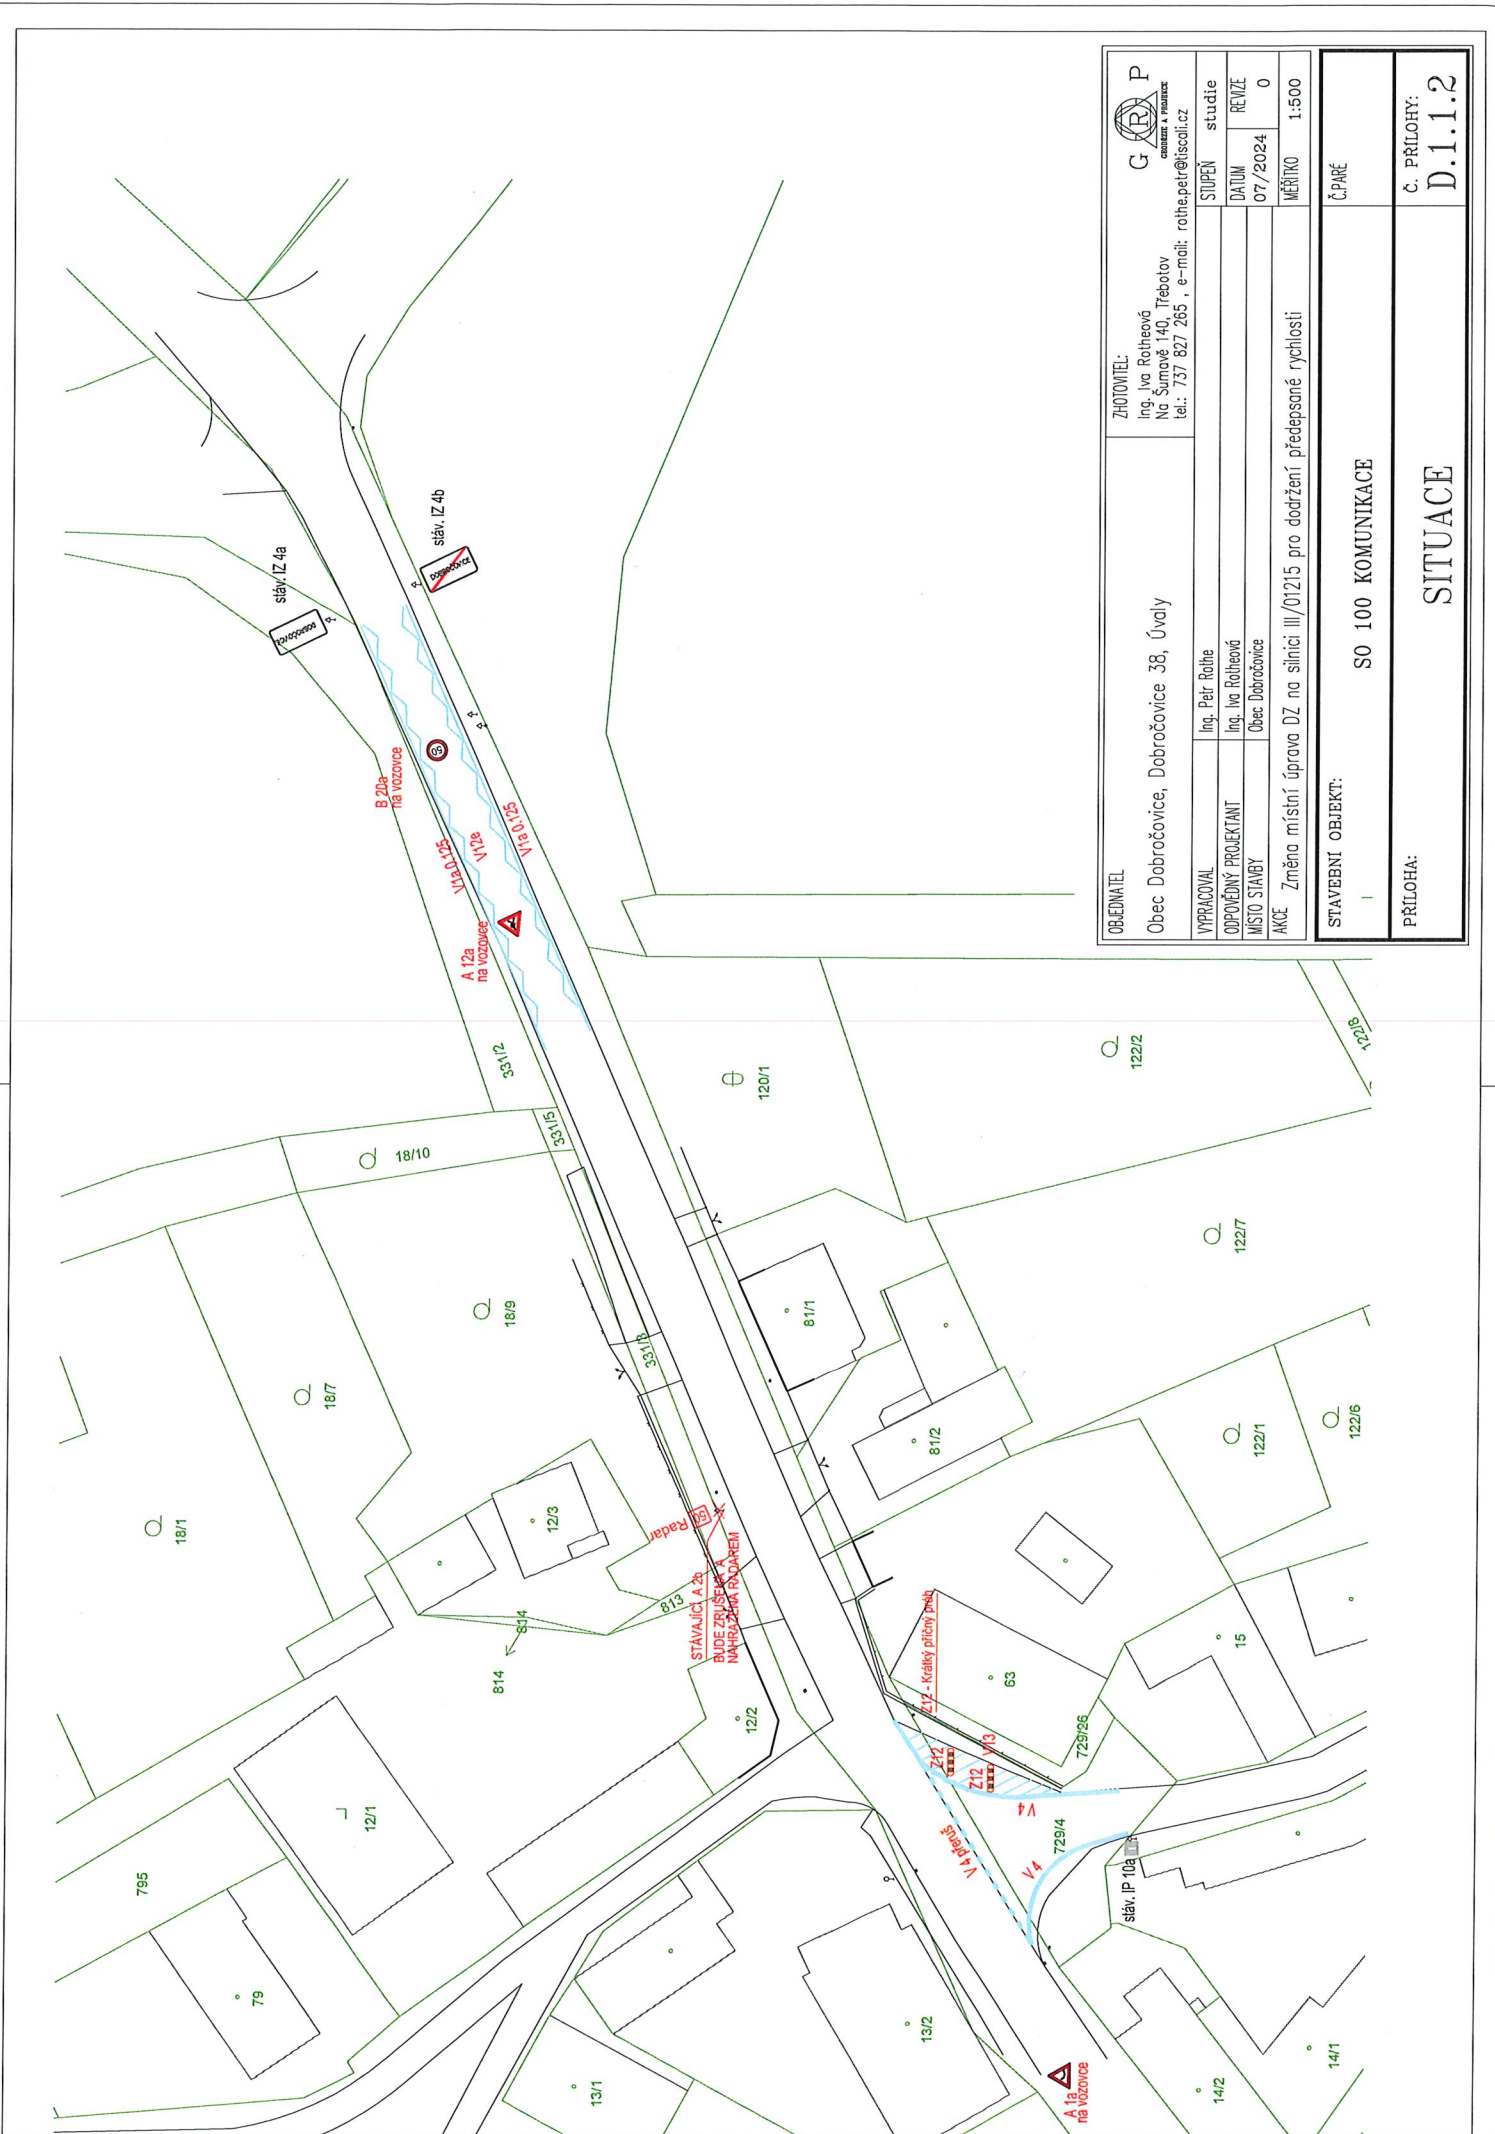 OBJEDNATEL
Obec Dobročovice, Dobročovice 38, Úvaly
ZHOTOVITEL:
Ing. Iva Rotheová
Na Šumavě 140, Třebotov
tel.: 737 827 265 , e-mail: rothe.petr@tiscali.cz
G R P
GEODÉZIE A PROJEKCE
VYPRACOVAL
Ing. Petr Rothe
STUPEŇ
studie
ODPOVĚDNÝ PROJEKTANT
Ing. Iva Rotheová
DATUM
REVIZE
MÍSTO STAVBY
Obec Dobročovice
07/2024
0
AKCE
Změna místní úprava DZ na silnici III/01215 pro dodržení předepsané rychlosti
MĚŘÍTKO
1:500
STAVEBNÍ OBJEKT:
SO 100 KOMUNIKACE
Č.PARÉ
PŘÍLOHA:
SITUACE
Č. PŘÍLOHY:
D.1.1.2
stáv. IZ 4a
DOBROČOVICE
stáv. IZ 4b
DOBROČOVICE
B 20a
na vozovce
50
V1a 0.125
V12e
V1a 0.125
A 12a
na vozovce
331/2
331/5
18/10
120/1
122/2
122/8
18/9
18/7
18/1
331/3
81/1
81/2
122/7
122/1
122/6
12/3
Radar
50
STÁVAJÍCÍ A 2b
BUDE ZRUŠENA A
NAHRAZENA RADAREM
813
814
814
12/2
12/1
795
79
Z12 - Krátký příčný práh
63
15
729/26
Z12
Z12
V13
V4
729/4
V4 přeruš
V4
stáv. IP 10a
13/1
13/2
14/2
14/1
A 1a
na vozovce